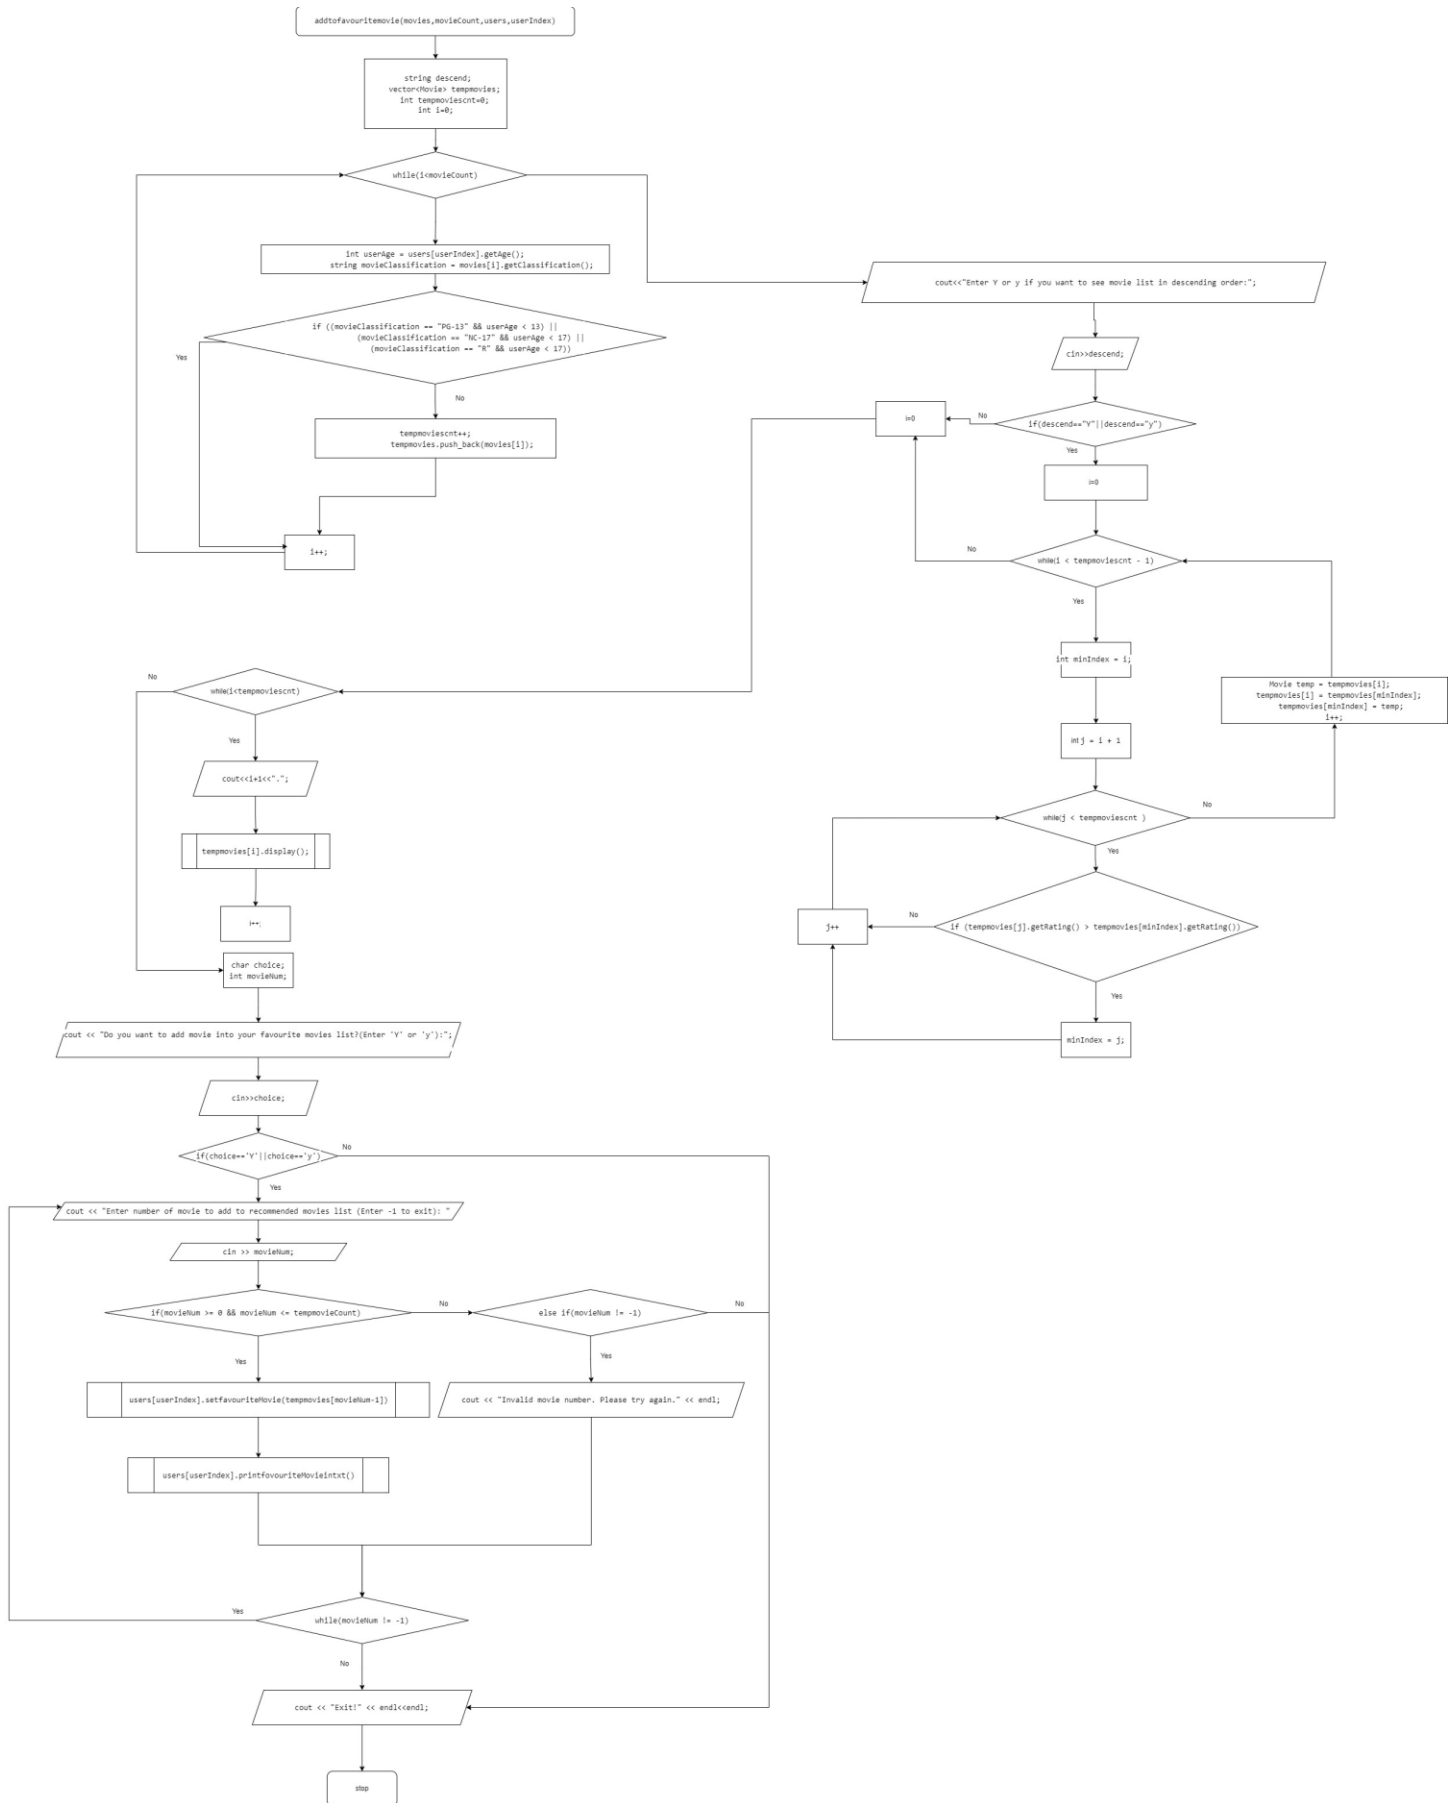 addtofavouritemovie(movies,movieCount,users,userIndex)
string descend;
vector<Movie> tempmovies;
int tempmoviescnt=0;
int i=0;
while(i<movieCount)
int userAge = users[userIndex].getAge();
string movieClassification = movies[i].getClassification();
if ((movieClassification == "PG-13" && userAge < 13) ||
(movieClassification == "NC-17" && userAge < 17) ||
(movieClassification == "R" && userAge < 17))
Yes
No
tempmoviescnt++;
tempmovies.push_back(movies[i]);
i++;
cout<<"Enter Y or y if you want to see movie list in descending order:";
cin>>descend;
if(descend=="Y"||descend=="y")
No
i=0
Yes
i=0
while(i < tempmoviescnt - 1)
No
Yes
int minIndex = i;
int j = i + 1
while(j < tempmoviescnt )
No
Movie temp = tempmovies[i];
tempmovies[i] = tempmovies[minIndex];
tempmovies[minIndex] = temp;
i++;
Yes
if (tempmovies[j].getRating() > tempmovies[minIndex].getRating())
No
j++
Yes
minIndex = j;
while(i<tempmoviescnt)
No
Yes
cout<<i+1<<".";
tempmovies[i].display();
i++;
char choice;
int movieNum;
cout << "Do you want to add movie into your favourite movies list?(Enter 'Y' or 'y'):";
cin>>choice;
if(choice=='Y'||choice=='y')
No
Yes
cout << "Enter number of movie to add to recommended movies list (Enter -1 to exit): "
cin >> movieNum;
if(movieNum >= 0 && movieNum <= tempmovieCount)
No
else if(movieNum != -1)
No
Yes
Yes
users[userIndex].setfavouriteMovie(tempmovies[movieNum-1])
cout << "Invalid movie number. Please try again." << endl;
users[userIndex].printfovouriteMovieintxt()
while(movieNum != -1)
Yes
No
cout << "Exit!" << endl<<endl;
stop